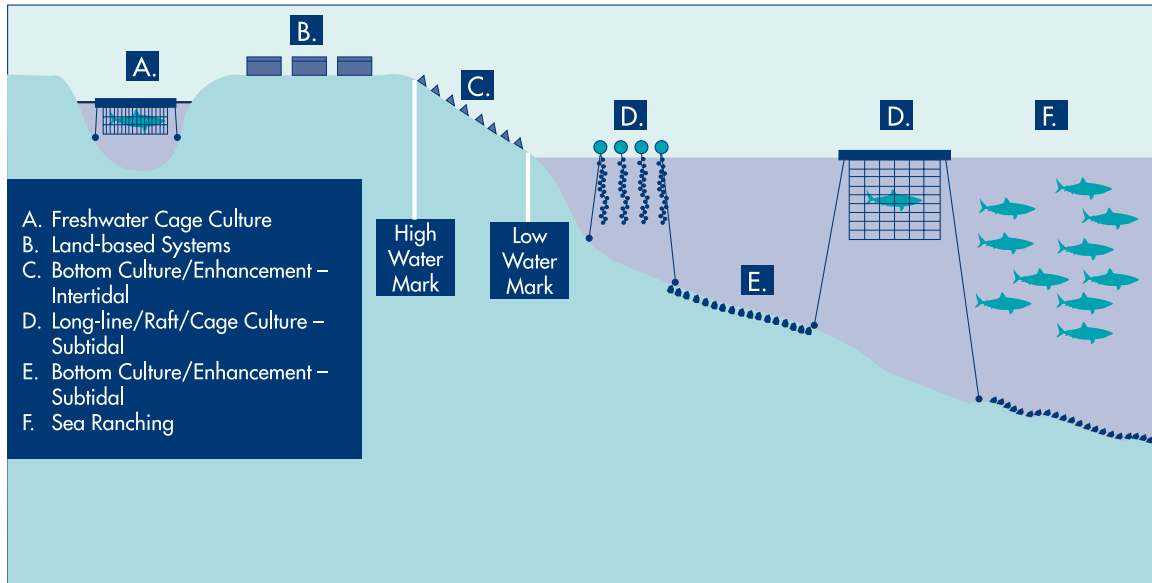 A.
B.
C.
D.
D.
F.
E.
High
Water
Mark
Low
Water
Mark
A. Freshwater Cage Culture
B. Land-based Systems
C. Bottom Culture/Enhancement –
Intertidal
D. Long-line/Raft/Cage Culture –
Subtidal
E. Bottom Culture/Enhancement –
Subtidal
F. Sea Ranching